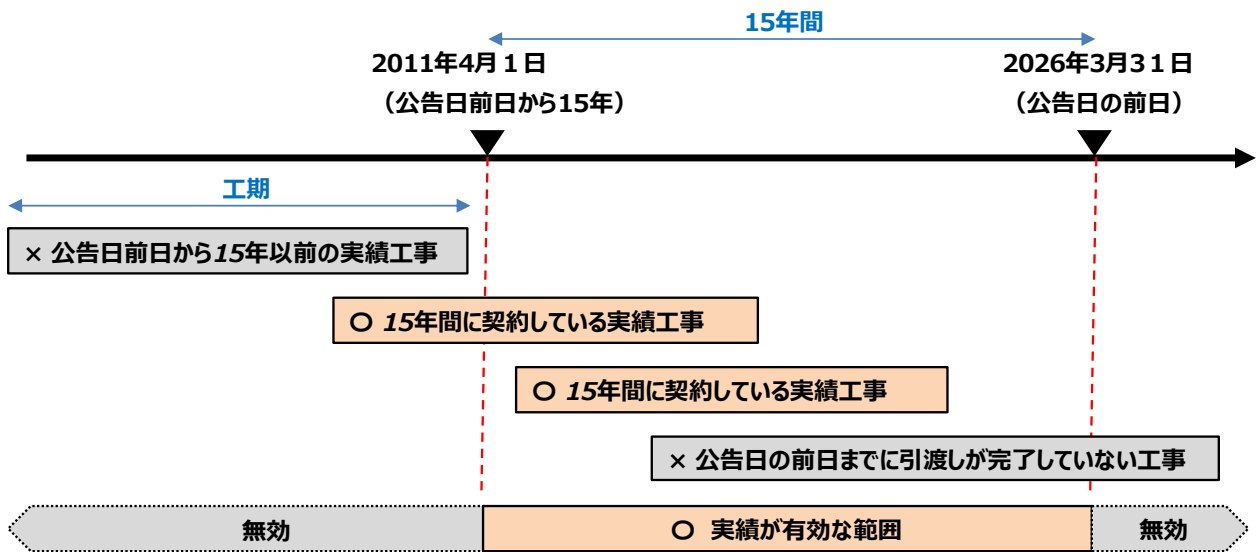 15年間
2011年4月１日
（公告日前日から15年）
2026年3月3１日
（公告日の前日）
工期
× 公告日前日から15年以前の実績工事
〇 15年間に契約している実績工事
〇 15年間に契約している実績工事
× 公告日の前日までに引渡しが完了していない工事
無効
〇 実績が有効な範囲
無効